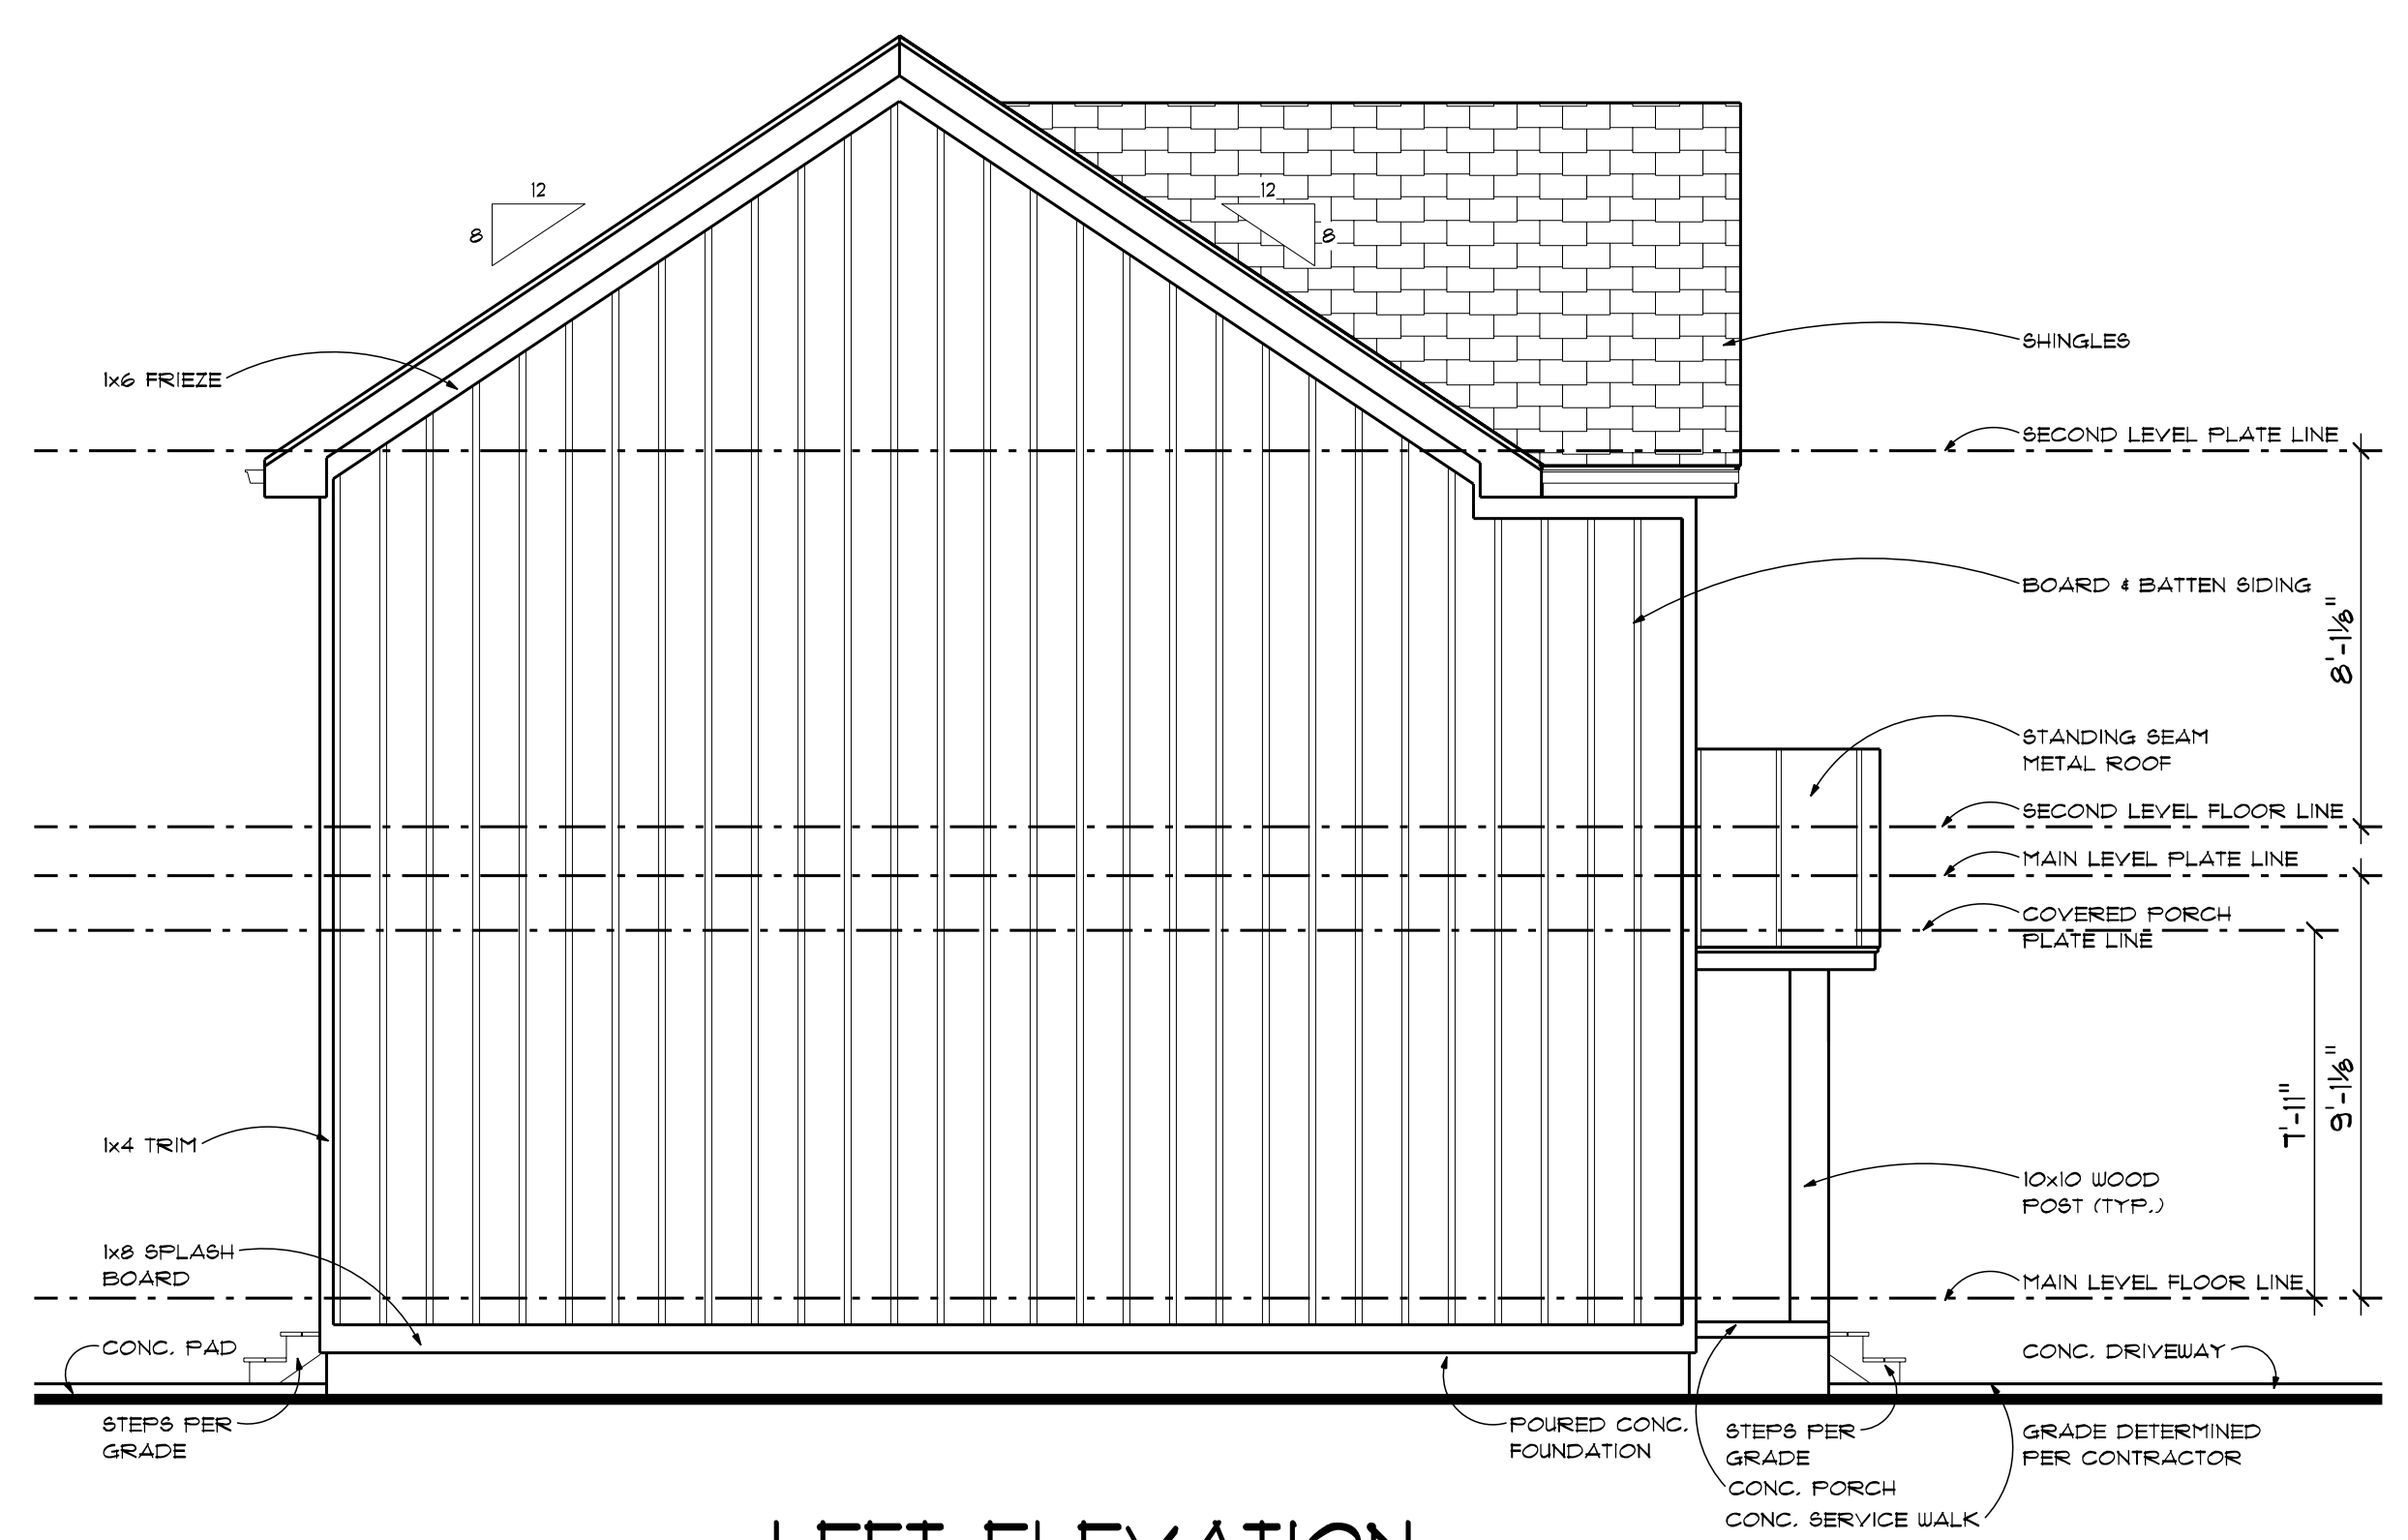 12
8
12
8
SHINGLES
1x6 FRIEZE
SECOND LEVEL PLATE LINE
BOARD & BATTEN SIDING
8'-1⅛"
STANDING SEAM
METAL ROOF
SECOND LEVEL FLOOR LINE
MAIN LEVEL PLATE LINE
COVERED PORCH
PLATE LINE
7'-11"
9'-1⅛"
1x4 TRIM
10x10 WOOD
POST (TYP.)
1x8 SPLASH
BOARD
MAIN LEVEL FLOOR LINE
CONC. PAD
CONC. DRIVEWAY
STEPS PER
GRADE
POURED CONC.
FOUNDATION
STEPS PER
GRADE
GRADE DETERMINED
PER CONTRACTOR
CONC. PORCH
CONC. SERVICE WALK
LEFT ELEVATION